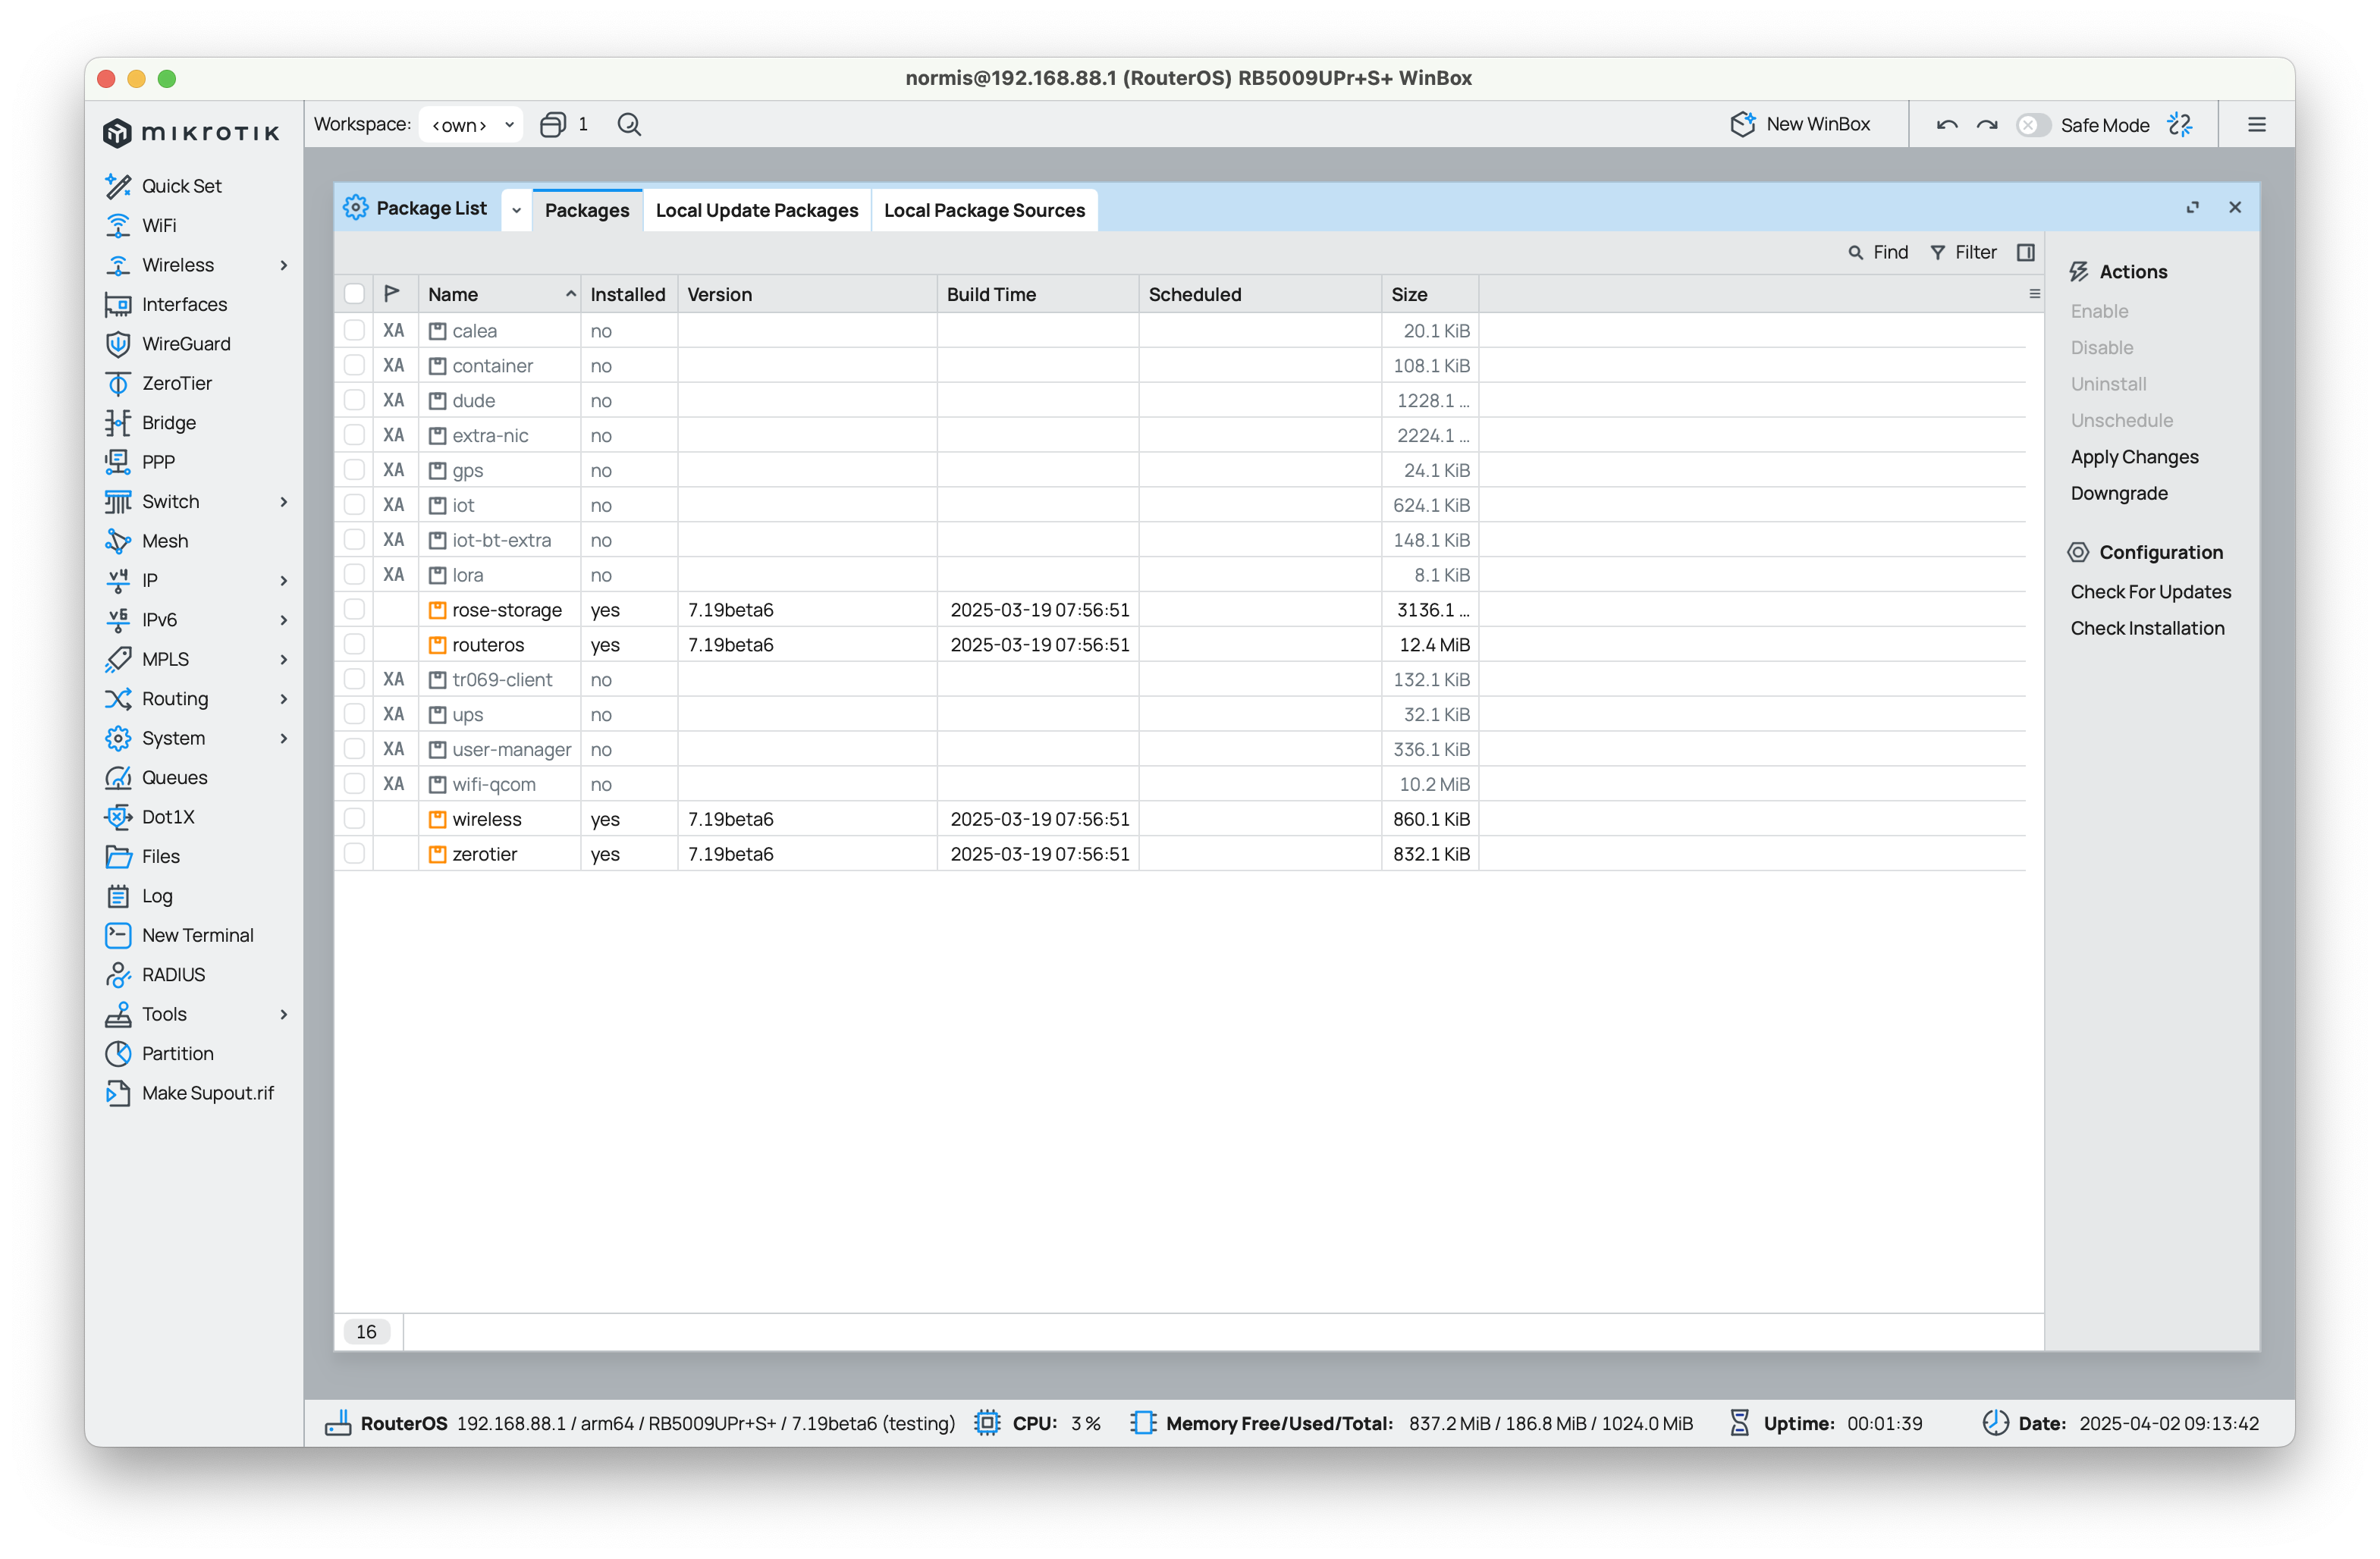 normis@192.168.88.1 (RouterOS) RB5009UPr+S+ WinBox
mikrotik
Workspace: <own> 1 New WinBox Safe Mode
Quick Set
WiFi
Wireless
Interfaces
WireGuard
ZeroTier
Bridge
PPP
Switch
Mesh
IP
IPv6
MPLS
Routing
System
Queues
Dot1X
Files
Log
New Terminal
RADIUS
Tools
Partition
Make Supout.rif
Package List Packages Local Update Packages Local Package Sources
Find Filter
Name Installed Version Build Time Scheduled Size
XA calea no 20.1 KiB
XA container no 108.1 KiB
XA dude no 1228.1 ...
XA extra-nic no 2224.1 ...
XA gps no 24.1 KiB
XA iot no 624.1 KiB
XA iot-bt-extra no 148.1 KiB
XA lora no 8.1 KiB
rose-storage yes 7.19beta6 2025-03-19 07:56:51 3136.1 ...
routeros yes 7.19beta6 2025-03-19 07:56:51 12.4 MiB
XA tr069-client no 132.1 KiB
XA ups no 32.1 KiB
XA user-manager no 336.1 KiB
XA wifi-qcom no 10.2 MiB
wireless yes 7.19beta6 2025-03-19 07:56:51 860.1 KiB
zerotier yes 7.19beta6 2025-03-19 07:56:51 832.1 KiB
16
Actions
Enable
Disable
Uninstall
Unschedule
Apply Changes
Downgrade
Configuration
Check For Updates
Check Installation
RouterOS 192.168.88.1 / arm64 / RB5009UPr+S+ / 7.19beta6 (testing) CPU: 3 % Memory Free/Used/Total: 837.2 MiB / 186.8 MiB / 1024.0 MiB Uptime: 00:01:39 Date: 2025-04-02 09:13:42